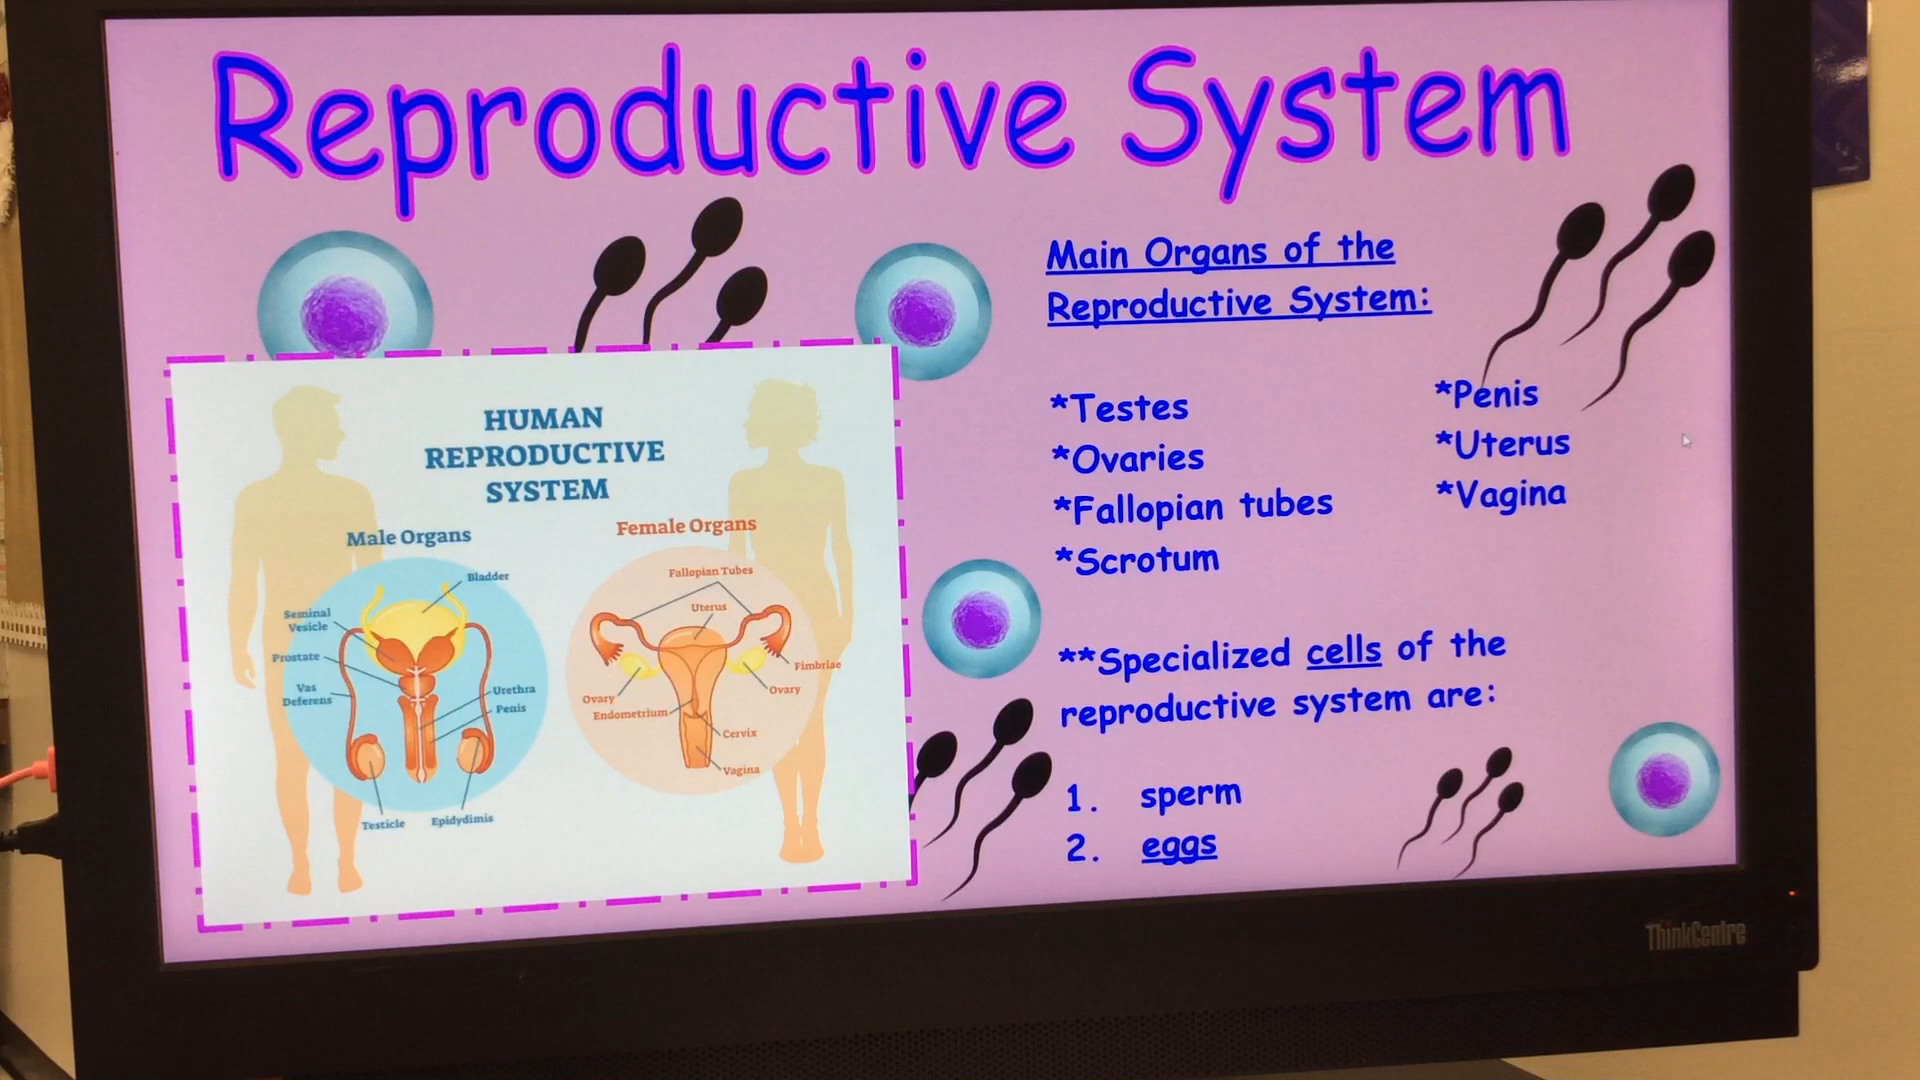 Reproductive System
Main Organs of the
Reproductive System:
*Testes
*Ovaries
*Fallopian tubes
*Scrotum
*Penis
*Uterus
*Vagina
**Specialized cells of the
reproductive system are:
1. sperm
2. eggs
HUMAN
REPRODUCTIVE
SYSTEM
Male Organs
Bladder
Seminal
Vesicle
Prostate
Vas
Deferens
Urethra
Penis
Testicle
Epidydimis
Female Organs
Fallopian Tubes
Uterus
Fimbriae
Ovary
Ovary
Endometrium
Cervix
Vagina
ThinkCentre